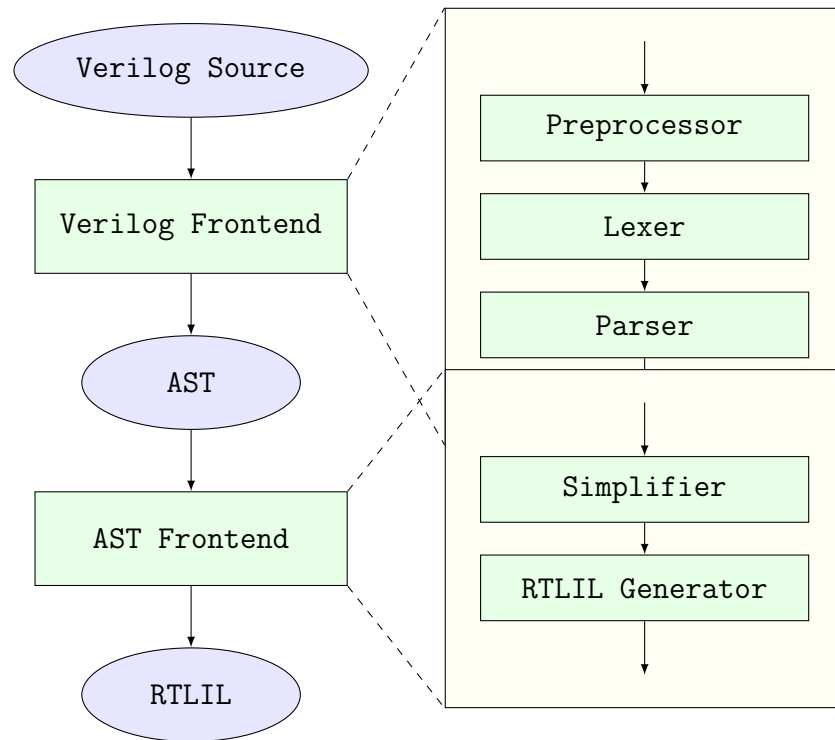 Verilog Source
Verilog Frontend
AST
AST Frontend
RTLIL
Preprocessor
Lexer
Parser
Simplifier
RTLIL Generator